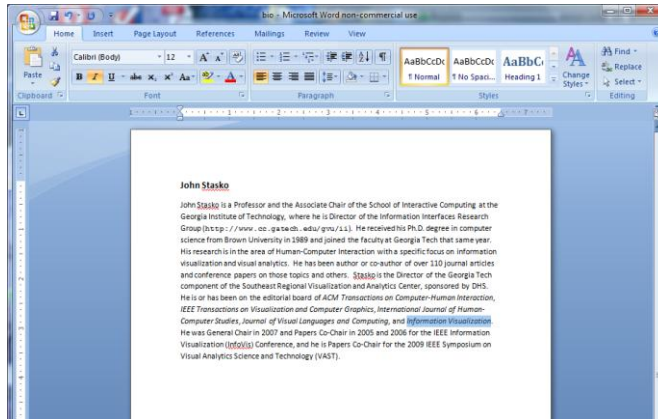 bio - Microsoft Word non-commercial use
Home Insert Page Layout References Mailings Review View
Calibri (Body) 12
Paste
AaBbCcDc AaBbCcDc AaBbC
¶ Normal ¶ No Spaci... Heading 1
Change Styles
Find
Replace
Select
Clipboard Font Paragraph Styles Editing
John Stasko
John Stasko is a Professor and the Associate Chair of the School of Interactive Computing at the
Georgia Institute of Technology, where he is Director of the Information Interfaces Research
Group (http://www.cc.gatech.edu/gvu/ii). He received his Ph.D. degree in computer
science from Brown University in 1989 and joined the faculty at Georgia Tech that same year.
His research is in the area of Human-Computer Interaction with a specific focus on information
visualization and visual analytics. He has been author or co-author of over 110 journal articles
and conference papers on those topics and others. Stasko is the Director of the Georgia Tech
component of the Southeast Regional Visualization and Analytics Center, sponsored by DHS.
He is or has been on the editorial board of ACM Transactions on Computer-Human Interaction,
IEEE Transactions on Visualization and Computer Graphics, International Journal of Human-
Computer Studies, Journal of Visual Languages and Computing, and Information Visualization.
He was General Chair in 2007 and Papers Co-Chair in 2005 and 2006 for the IEEE Information
Visualization (InfoVis) Conference, and he is Papers Co-Chair for the 2009 IEEE Symposium on
Visual Analytics Science and Technology (VAST).